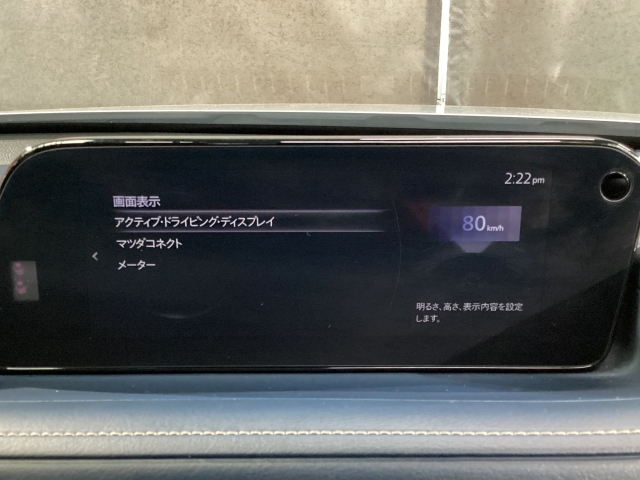 2:22pm
画面表示
アクティブ・ドライビング・ディスプレイ
80km/h
マツダコネクト
メーター
明るさ、高さ、表示内容を設定
します。